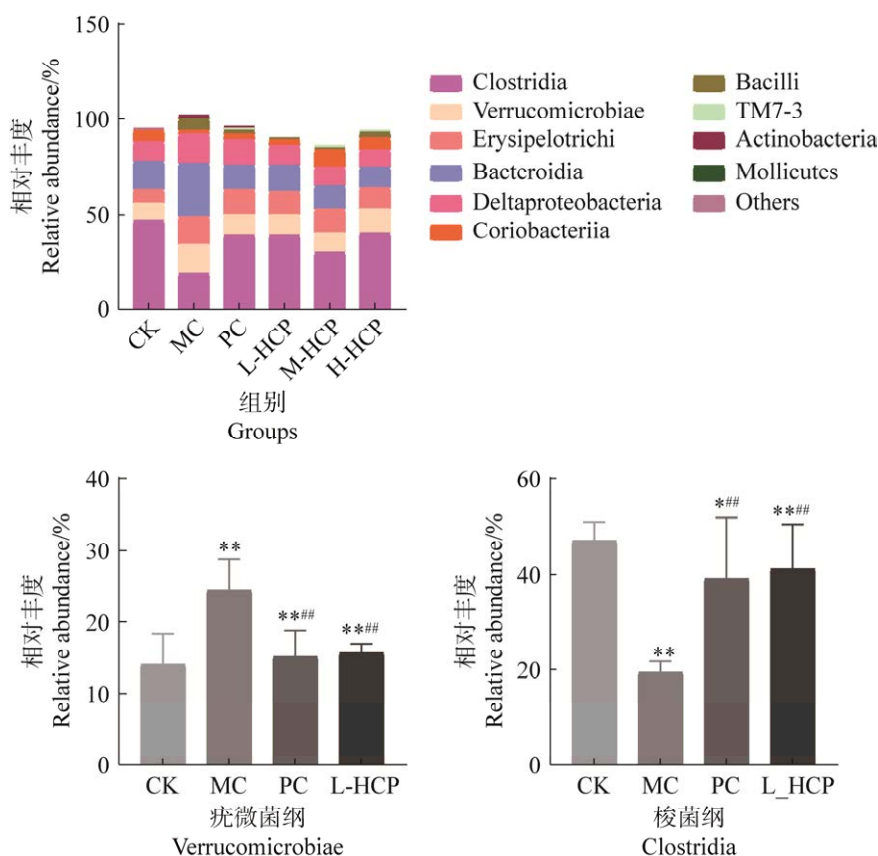 150
100
50
0
相对丰度
Relative abundance/%
CK
MC
PC
L-HCP
M-HCP
H-HCP
组别
Groups
Clostridia
Verrucomicrobiae
Erysipelotrichi
Bacteroidia
Deltaproteobacteria
Coriobacteriia
Bacilli
TM7-3
Actinobacteria
Mollicutcs
Others
40
30
20
10
0
相对丰度
Relative abundance/%
**
**##
**##
CK
MC
PC
L-HCP
疣微菌纲
Verrucomicrobiae
60
40
20
0
相对丰度
Relative abundance/%
**
*##
**##
CK
MC
PC
L_HCP
梭菌纲
Clostridia